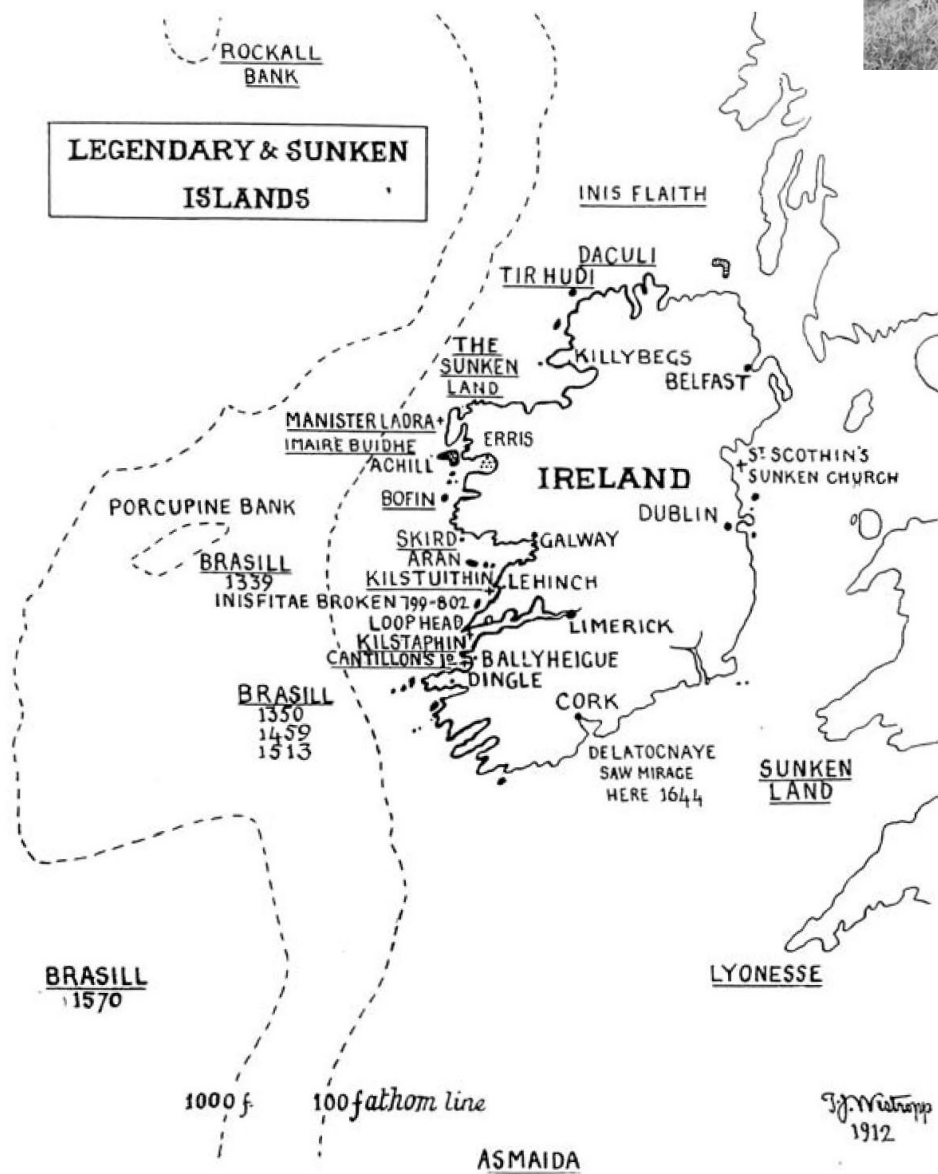 ROCKALL
BANK
LEGENDARY & SUNKEN
ISLANDS
INIS FLAITH
DACULI
TIR HUDI
THE
SUNKEN
LAND
KILLYBEGS
BELFAST
MANISTER LADRA
IMAIRE BUIDHE
ERRIS
ACHILL
IRELAND
ST SCOTHIN'S
SUNKEN CHURCH
BOFIN
PORCUPINE BANK
DUBLIN
SKIRD
GALWAY
ARAN
BRASILL
1339
KILSTUITHIN
LEHINCH
INISFITAE BROKEN 799-802
LOOP HEAD
LIMERICK
KILSTAPHIN
CANTILLON'S ID
BALLYHEIGUE
DINGLE
BRASILL
1350
1459
1513
CORK
DELATOCNAYE
SAW MIRAGE
HERE 1644
SUNKEN
LAND
BRASILL
1570
LYONESSE
1000 f.
100 fathom line
T.J. Westropp
1912
ASMAIDA